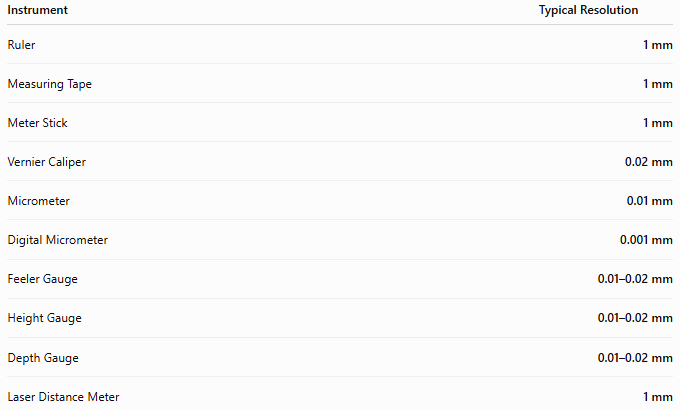 Instrument Typical Resolution
Ruler 1 mm
Measuring Tape 1 mm
Meter Stick 1 mm
Vernier Caliper 0.02 mm
Micrometer 0.01 mm
Digital Micrometer 0.001 mm
Feeler Gauge 0.01–0.02 mm
Height Gauge 0.01–0.02 mm
Depth Gauge 0.01–0.02 mm
Laser Distance Meter 1 mm